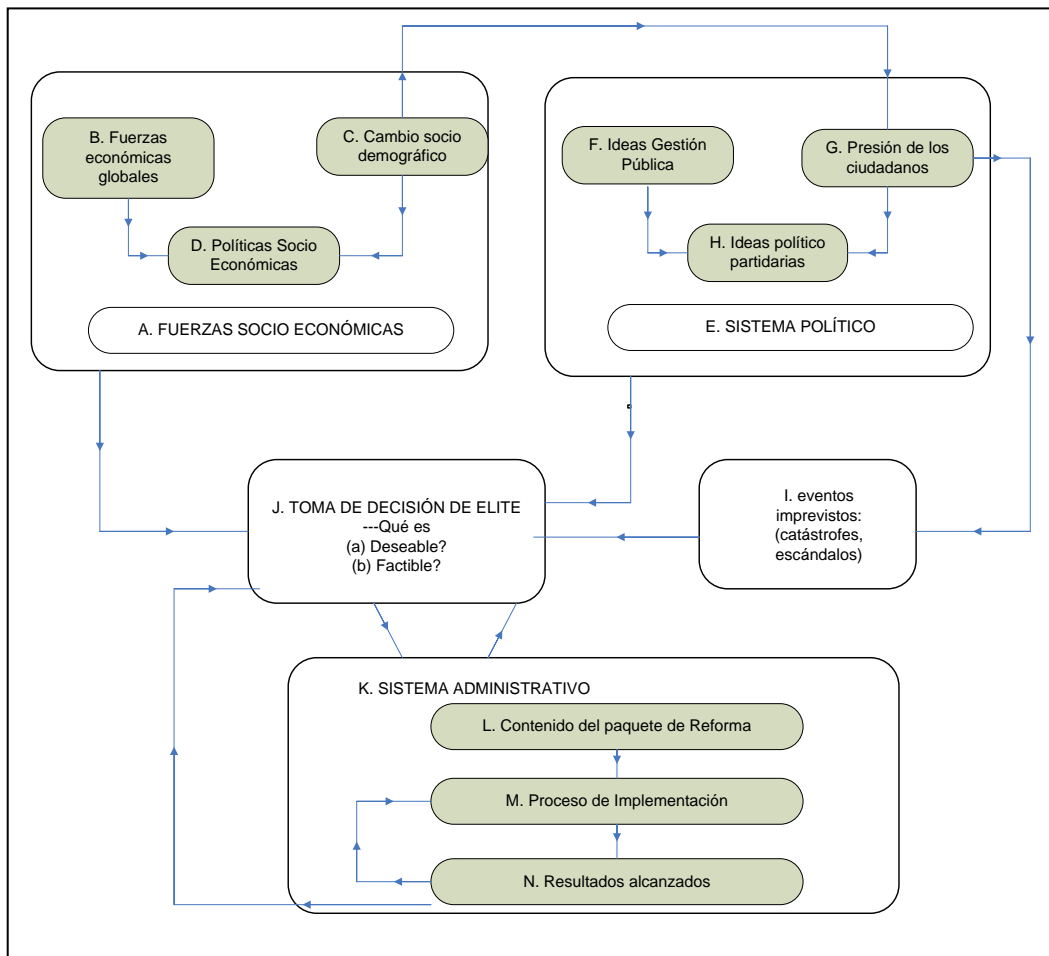 B. Fuerzas
económicas
globales
C. Cambio socio
demográfico
D. Políticas Socio
Económicas
A. FUERZAS SOCIO ECONÓMICAS
F. Ideas Gestión
Pública
G. Presión de los
ciudadanos
H. Ideas político
partidarias
E. SISTEMA POLÍTICO
J. TOMA DE DECISIÓN DE ELITE
---Qué es
(a) Deseable?
(b) Factible?
I. eventos
imprevistos:
(catástrofes,
escándalos)
K. SISTEMA ADMINISTRATIVO
L. Contenido del paquete de Reforma
M. Proceso de Implementación
N. Resultados alcanzados